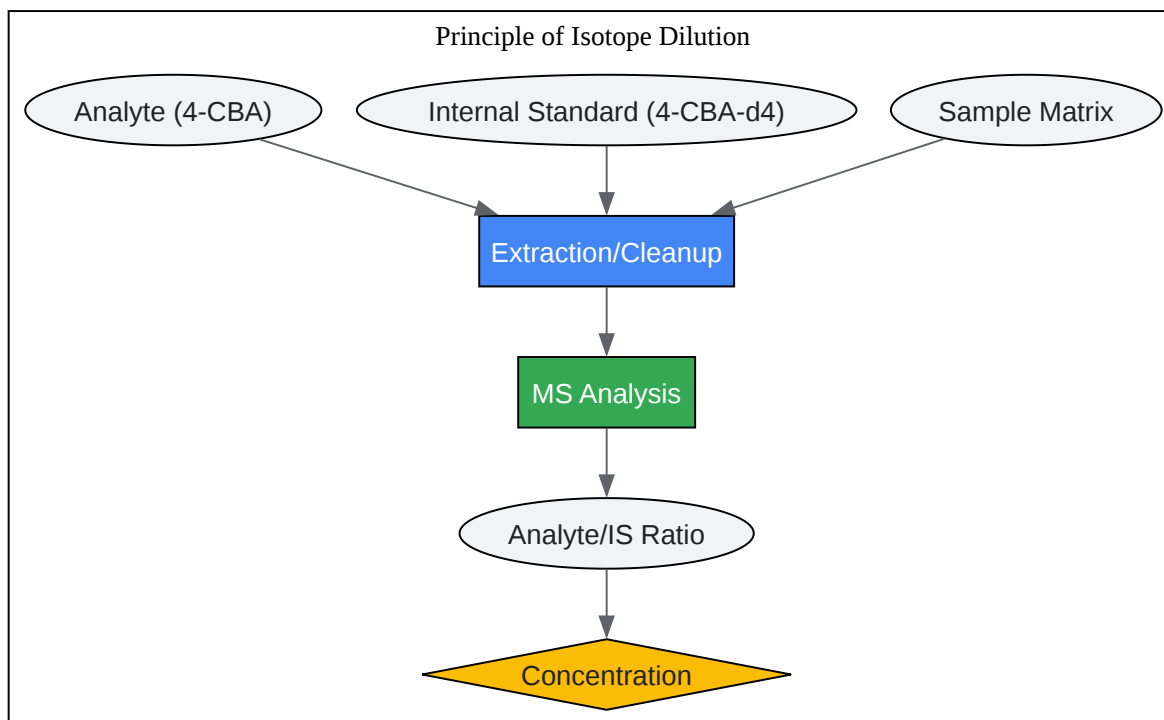 Principle of Isotope Dilution
Analyte (4-CBA)
Internal Standard (4-CBA-d4)
Sample Matrix
Extraction/Cleanup
MS Analysis
Analyte/IS Ratio
Concentration